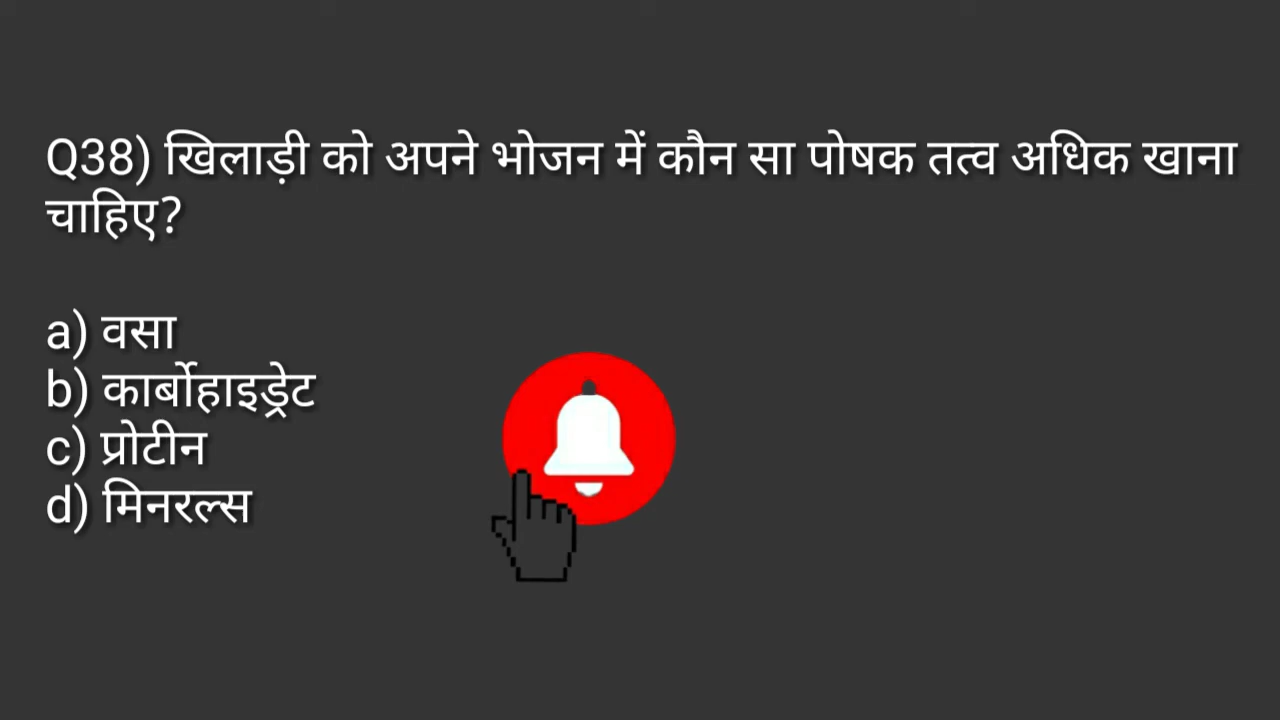 Q38) खिलाड़ी को अपने भोजन में कौन सा पोषक तत्व अधिक खाना
चाहिए?
a) वसा
b) कार्बोहाइड्रेट
c) प्रोटीन
d) मिनरल्स